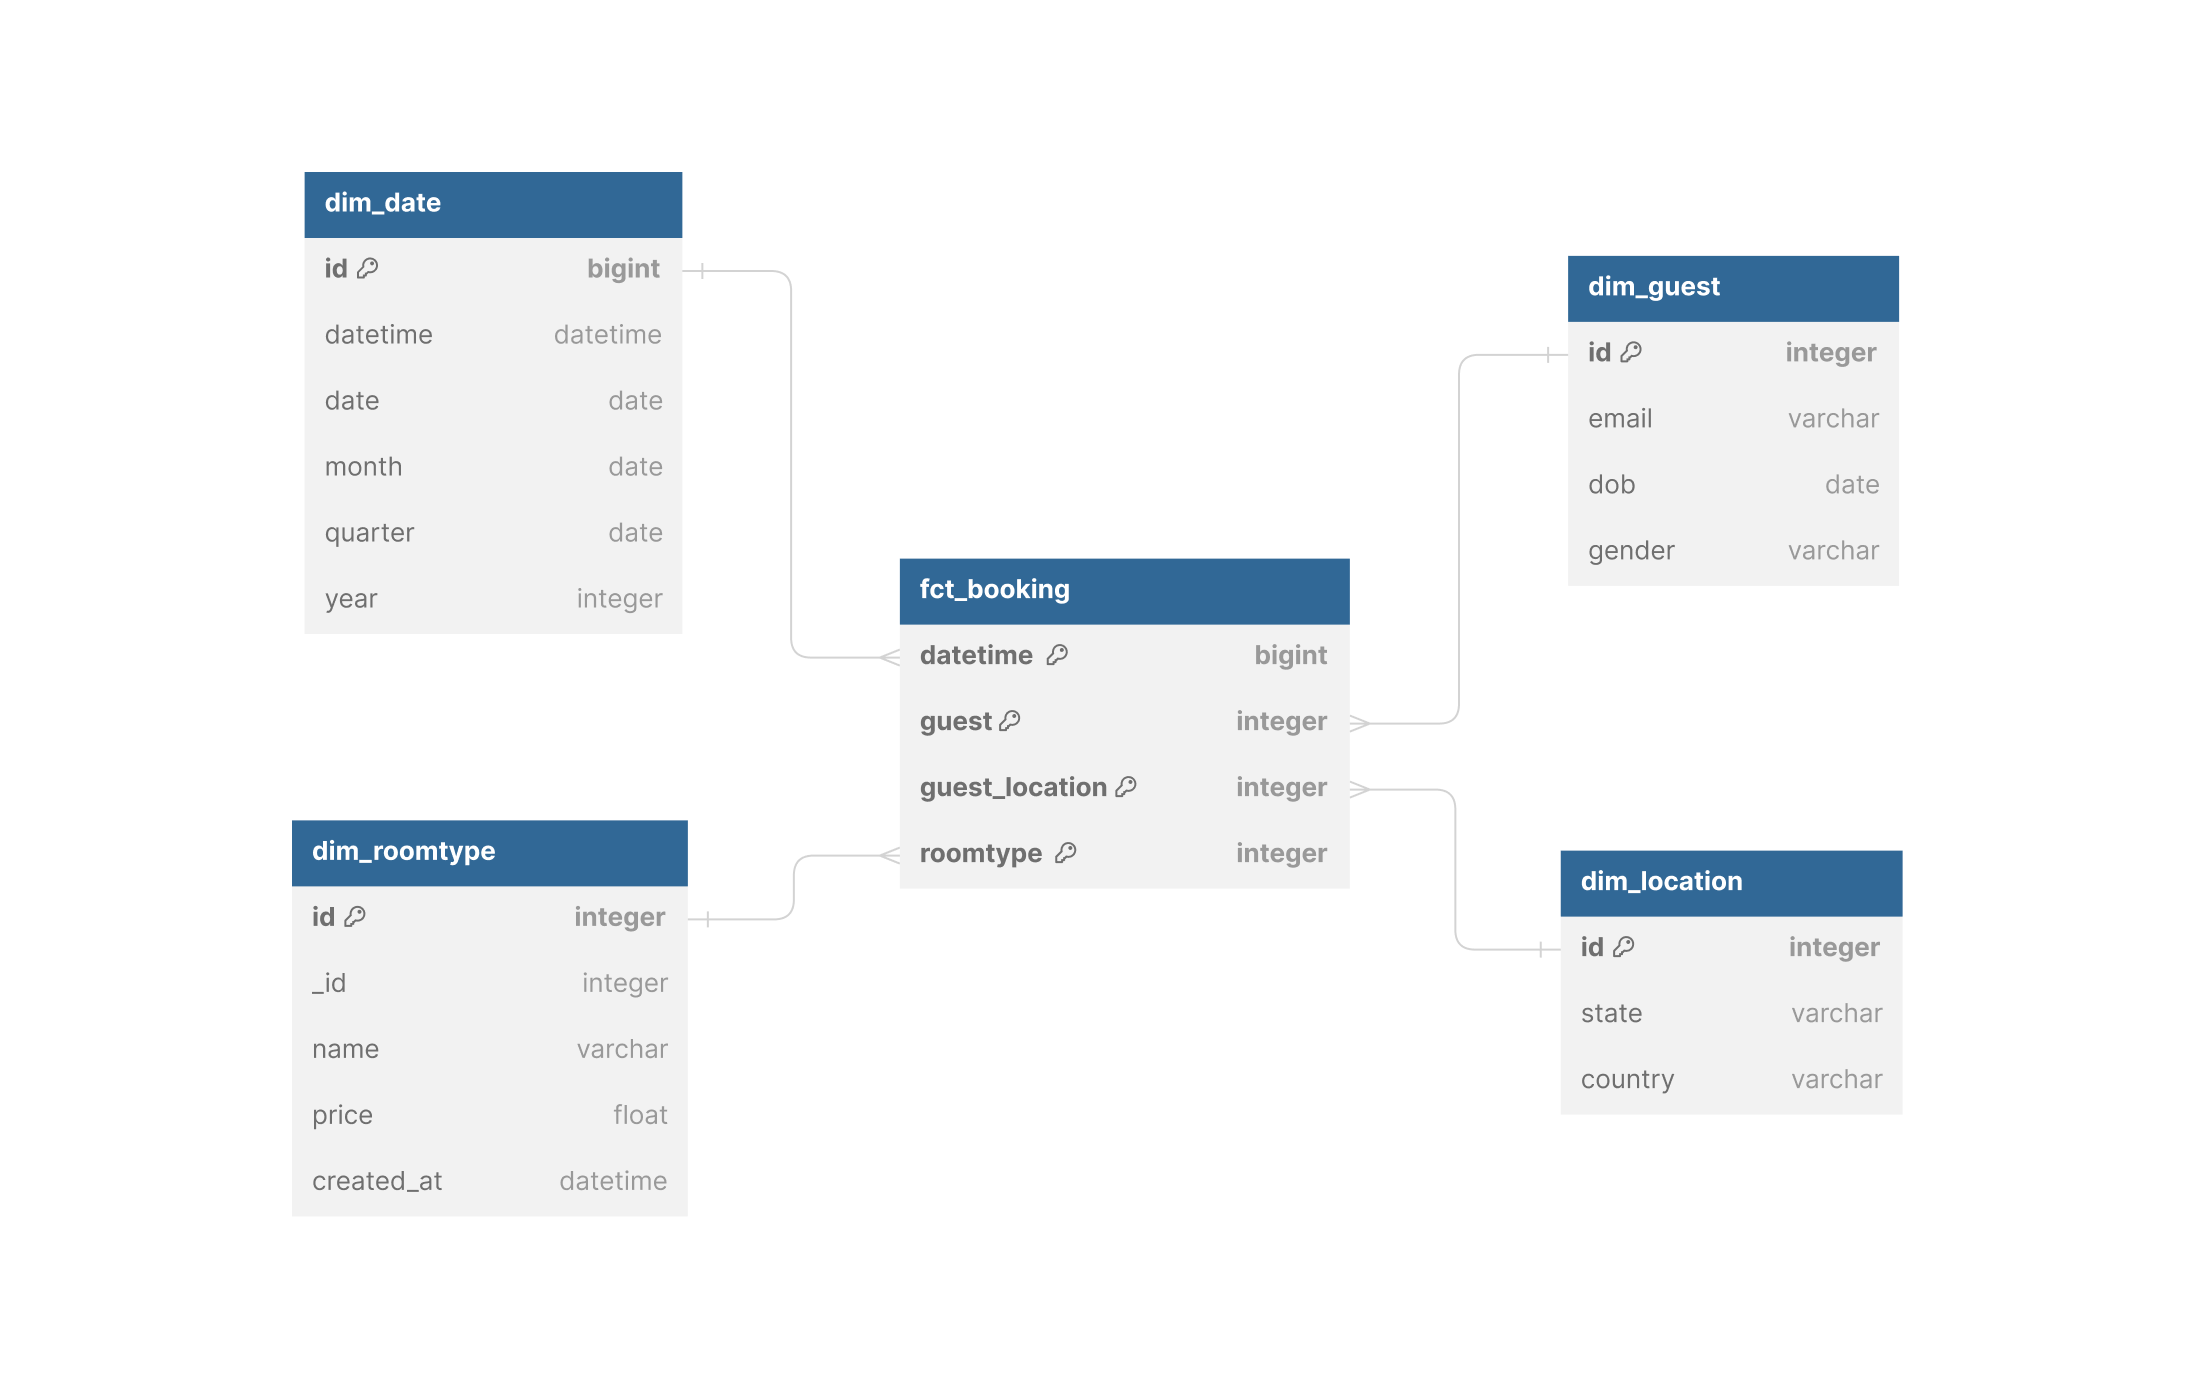 dim_date
id bigint
datetime datetime
date date
month date
quarter date
year integer
dim_guest
id integer
email varchar
dob date
gender varchar
fct_booking
datetime bigint
guest integer
guest_location integer
roomtype integer
dim_roomtype
id integer
_id integer
name varchar
price float
created_at datetime
dim_location
id integer
state varchar
country varchar